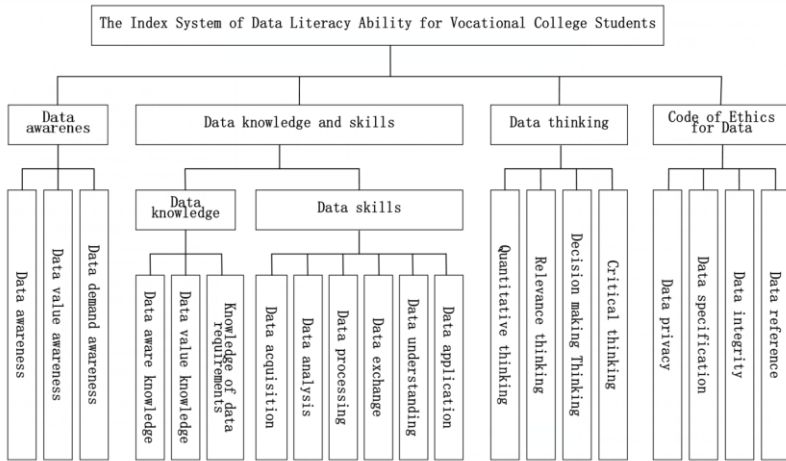 The Index System of Data Literacy Ability for Vocational College Students
Data
awarenes
Data knowledge and skills
Data thinking
Code of Ethics
for Data
Data
knowledge
Data skills
Data awareness
Data value awareness
Data demand awareness
Data aware knowledge
Data value knowledge
Knowledge of data
requirements
Data acquisition
Data analysis
Data processing
Data exchange
Data understanding
Data application
Quantitative thinking
Relevance thinking
Decision making Thinking
Critical thinking
Data privacy
Data specification
Data integrity
Data reference